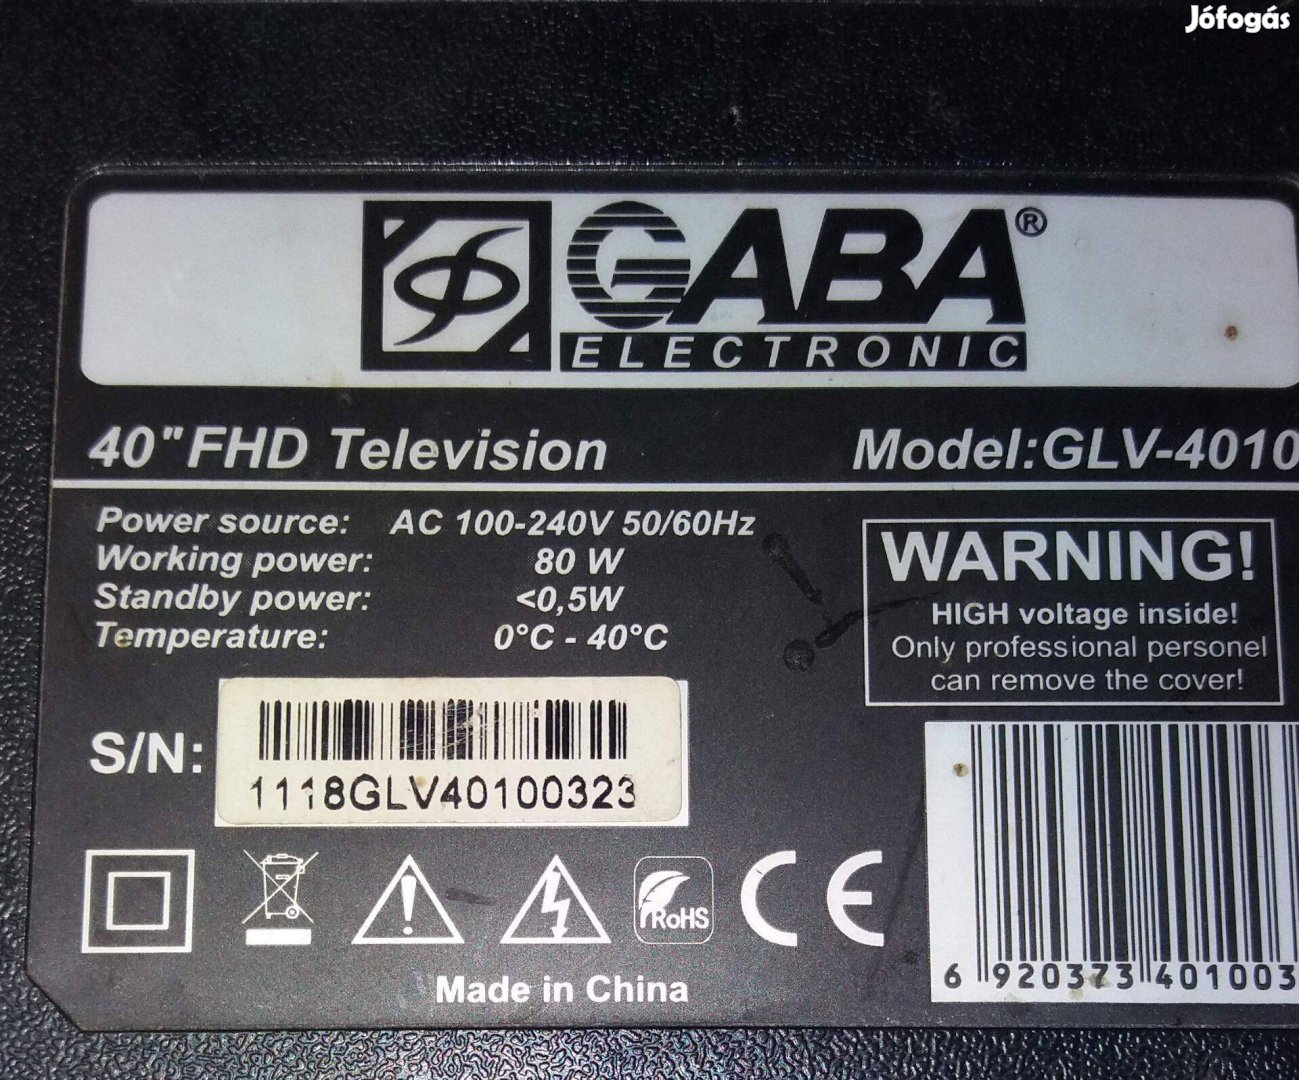 Jófogás
GABA®
ELECTRONIC
40" FHD Television Model:GLV-4010
Power source: AC 100-240V 50/60Hz
Working power: 80 W
Standby power: <0,5W
Temperature: 0°C - 40°C
WARNING!
HIGH voltage inside!
Only professional personel
can remove the cover!
S/N:
1118GLV40100323
RoHS
CE
6 920373 401003
Made in China